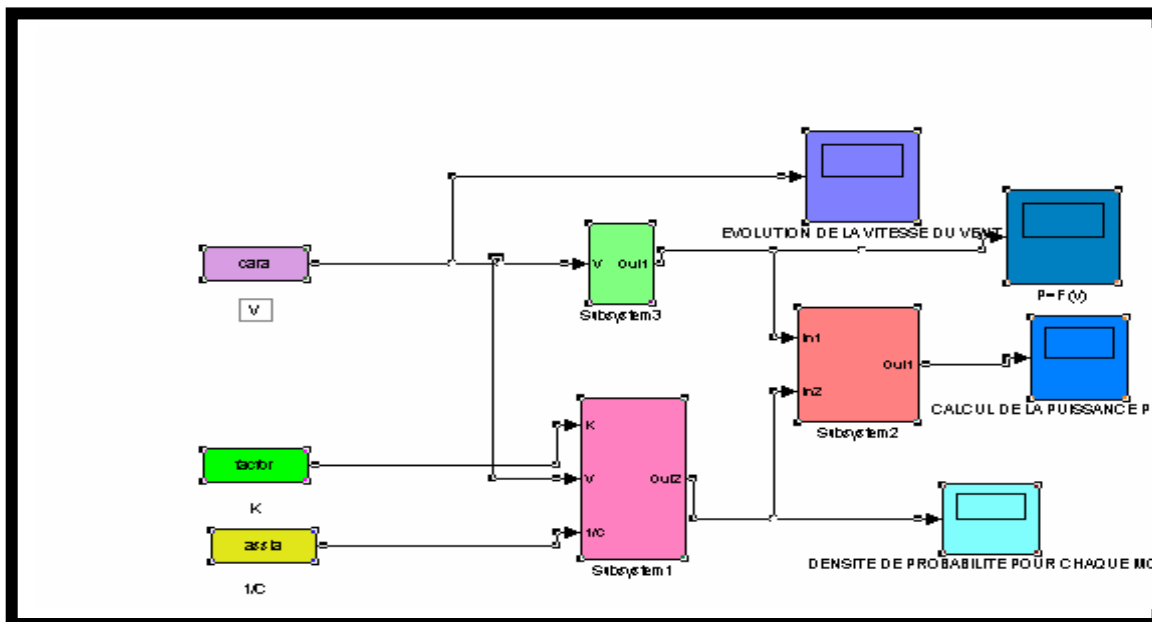 EVOLUTION DE LA VITESSE DU VENT
cara
V
V
Out1
Subsystem3
P=F(V)
In1
Out1
In2
Subsystem2
CALCUL DE LA PUISSANCE P
factor
K
K
V
Out2
1/C
Subsystem1
assia
1/C
DENSITE DE PROBABILITE POUR CHAQUE MO